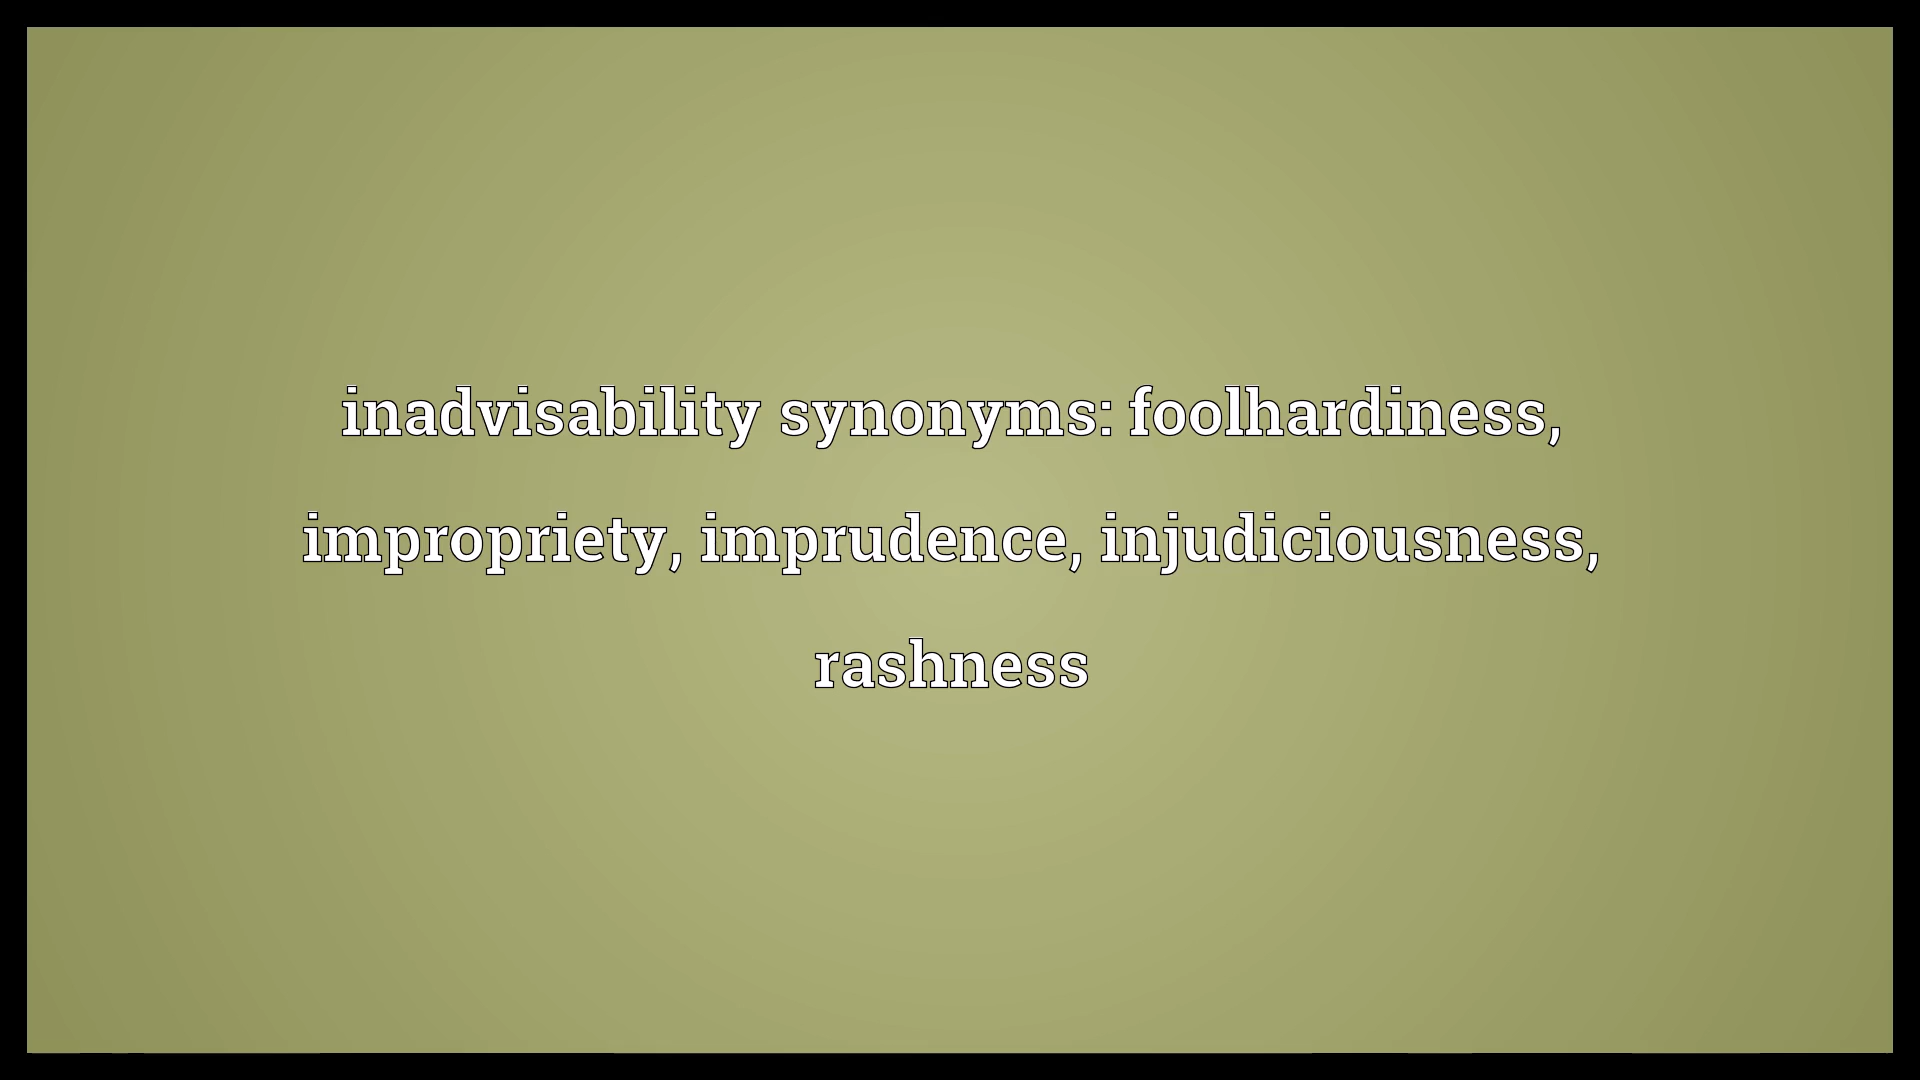 inadvisability synonyms: foolhardiness,
impropriety, imprudence, injudiciousness,
rashness